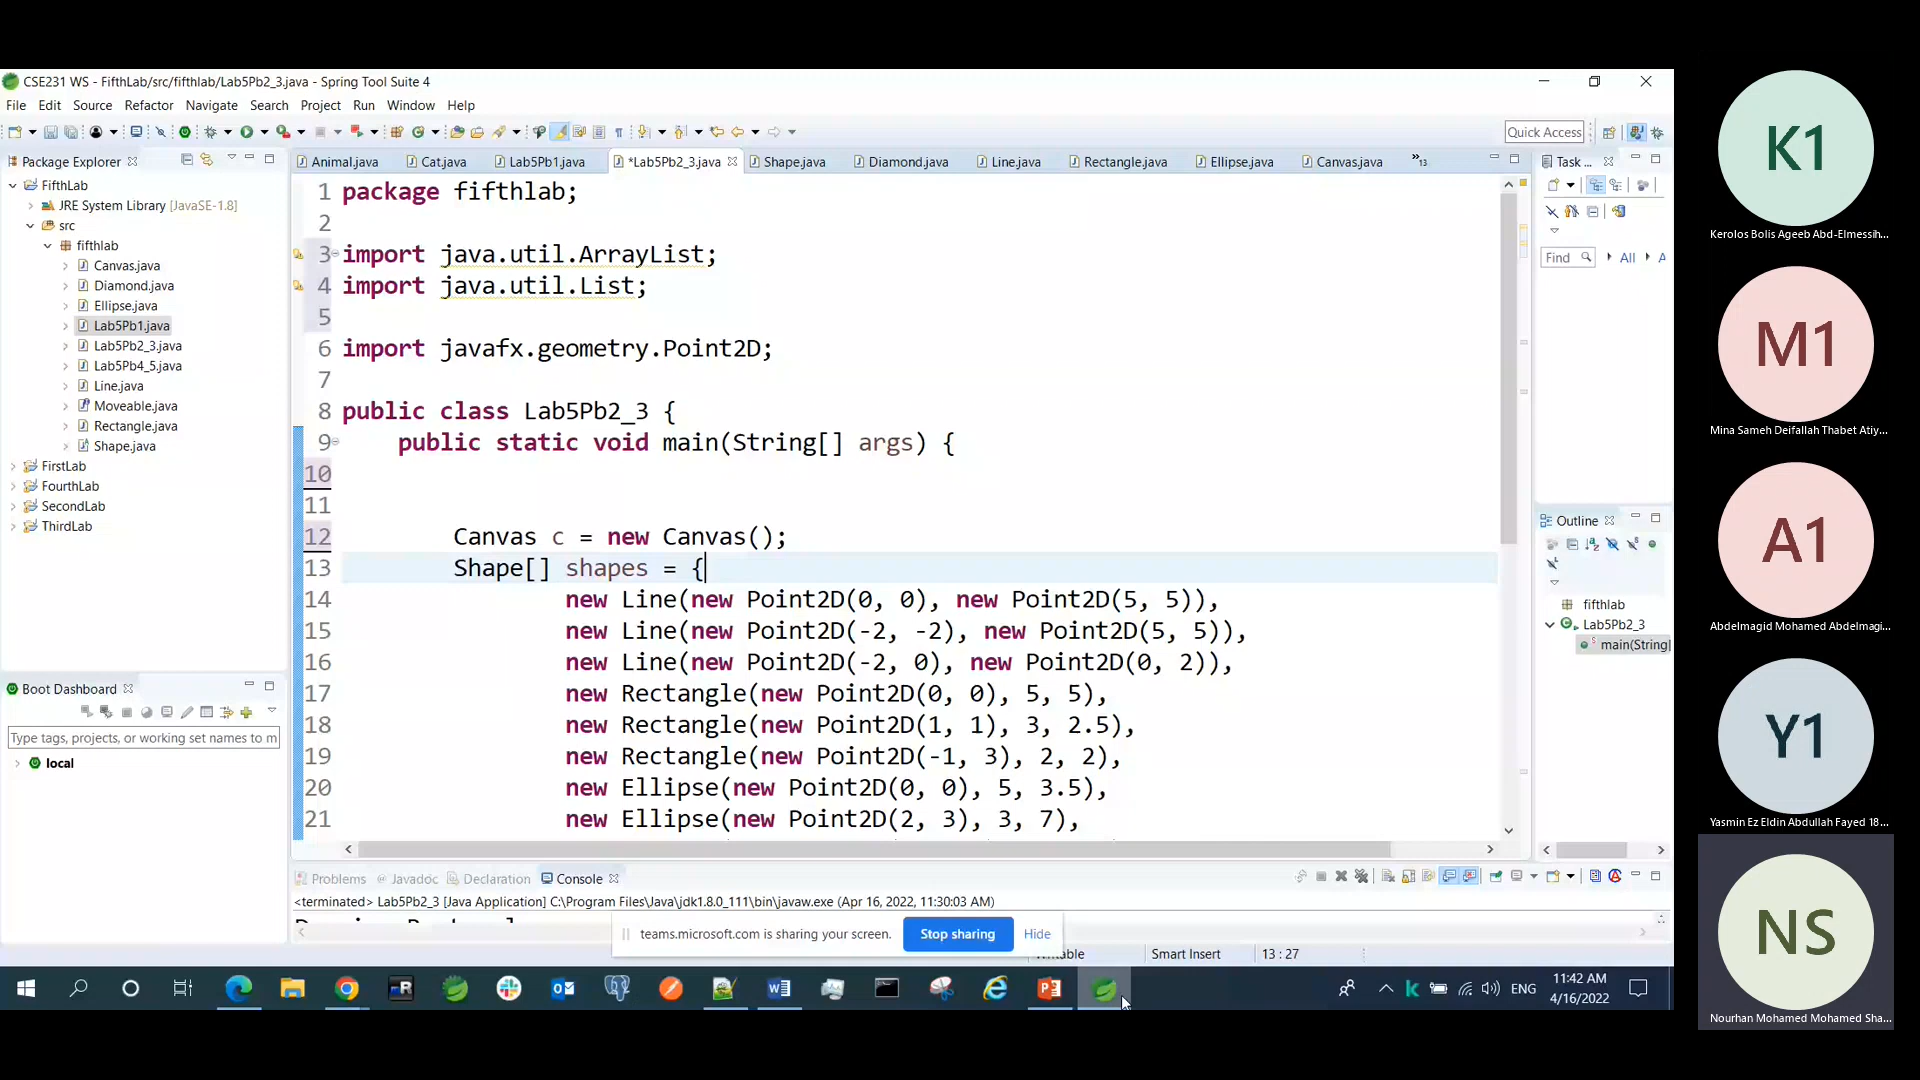 CSE231 WS - FifthLab/src/fifthlab/Lab5Pb2_3.java - Spring Tool Suite 4
File Edit Source Refactor Navigate Search Project Run Window Help
Quick Access
Package Explorer
FifthLab
JRE System Library [JavaSE-1.8]
src
fifthlab
Canvas.java
Diamond.java
Ellipse.java
Lab5Pb1.java
Lab5Pb2_3.java
Lab5Pb4_5.java
Line.java
Moveable.java
Rectangle.java
Shape.java
FirstLab
FourthLab
SecondLab
ThirdLab
Boot Dashboard
Type tags, projects, or working set names to m
local
Animal.java Cat.java Lab5Pb1.java *Lab5Pb2_3.java Shape.java Diamond.java Line.java Rectangle.java Ellipse.java Canvas.java »13
1 package fifthlab;
2
3 import java.util.ArrayList;
4 import java.util.List;
5
6 import javafx.geometry.Point2D;
7
8 public class Lab5Pb2_3 {
9 public static void main(String[] args) {
10
11
12 Canvas c = new Canvas();
13 Shape[] shapes = {
14 new Line(new Point2D(0, 0), new Point2D(5, 5)),
15 new Line(new Point2D(-2, -2), new Point2D(5, 5)),
16 new Line(new Point2D(-2, 0), new Point2D(0, 2)),
17 new Rectangle(new Point2D(0, 0), 5, 5),
18 new Rectangle(new Point2D(1, 1), 3, 2.5),
19 new Rectangle(new Point2D(-1, 3), 2, 2),
20 new Ellipse(new Point2D(0, 0), 5, 3.5),
21 new Ellipse(new Point2D(2, 3), 3, 7),
Task ...
Find All A
Outline
fifthlab
Lab5Pb2_3
main(String
Problems @ Javadoc Declaration Console
<terminated> Lab5Pb2_3 [Java Application] C:\Program Files\Java\jdk1.8.0_111\bin\javaw.exe (Apr 16, 2022, 11:30:03 AM)
teams.microsoft.com is sharing your screen. Stop sharing Hide
Smart Insert 13 : 27
ENG 11:42 AM
4/16/2022
K1
Kerolos Bolis Ageeb Abd-Elmessih...
M1
Mina Sameh Deifallah Thabet Atiy...
A1
Abdelmagid Mohamed Abdelmagi...
Y1
Yasmin Ez Eldin Abdullah Fayed 18...
NS
Nourhan Mohamed Mohamed Sha...